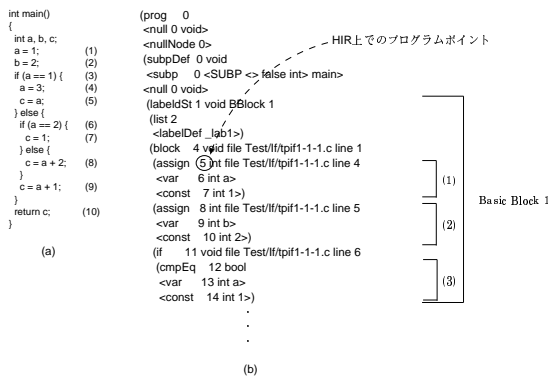 int main()
{
int a, b, c;
a = 1; (1)
b = 2; (2)
if (a == 1) { (3)
a = 3; (4)
c = a; (5)
} else {
if (a == 2) { (6)
c = 1; (7)
} else {
c = a + 2; (8)
}
c = a + 1; (9)
}
return c; (10)
}
(a)
(prog 0
<null 0 void>
<nullNode 0>
(subpDef 0 void
<subp 0 <SUBP <> false int> main>
<null 0 void>
(labeldSt 1 void BBlock 1
(list 2
<labelDef _lab1>)
(block 4 void file Test/If/tpif1-1-1.c line 1
(assign 5 int file Test/If/tpif1-1-1.c line 4
<var 6 int a>
<const 7 int 1>)
(assign 8 int file Test/If/tpif1-1-1.c line 5
<var 9 int b>
<const 10 int 2>)
(if 11 void file Test/If/tpif1-1-1.c line 6
(cmpEq 12 bool
<var 13 int a>
<const 14 int 1>)
.
.
.
(b)
HIR上でのプログラムポイント
(1)
(2)
(3)
Basic Block 1